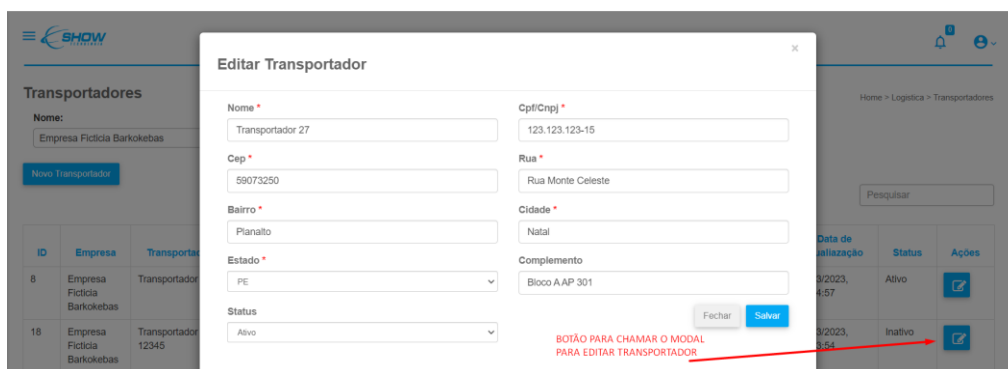 SHOW
TECNOLOGIA
0
×
Editar Transportador
Transportadores
Home > Logística > Transportadores
Nome:
Empresa Ficticia Barkokebas
Novo Transportador
Pesquisar
Nome *
Cpf/Cnpj *
Transportador 27
123.123.123-15
Cep *
Rua *
59073250
Rua Monte Celeste
Bairro *
Cidade *
Planalto
Natal
Estado *
Complemento
PE
Bloco A AP 301
Status
Ativo
Fechar
Salvar
BOTÃO PARA CHAMAR O MODAL
PARA EDITAR TRANSPORTADOR
ID
Empresa
Transportad
Data de
ualização
Status
Ações
8
Empresa
Ficticia
Barkokebas
Transportador
3/2023,
4:57
Ativo
18
Empresa
Ficticia
Barkokebas
Transportador
12345
3/2023,
3:54
Inativo